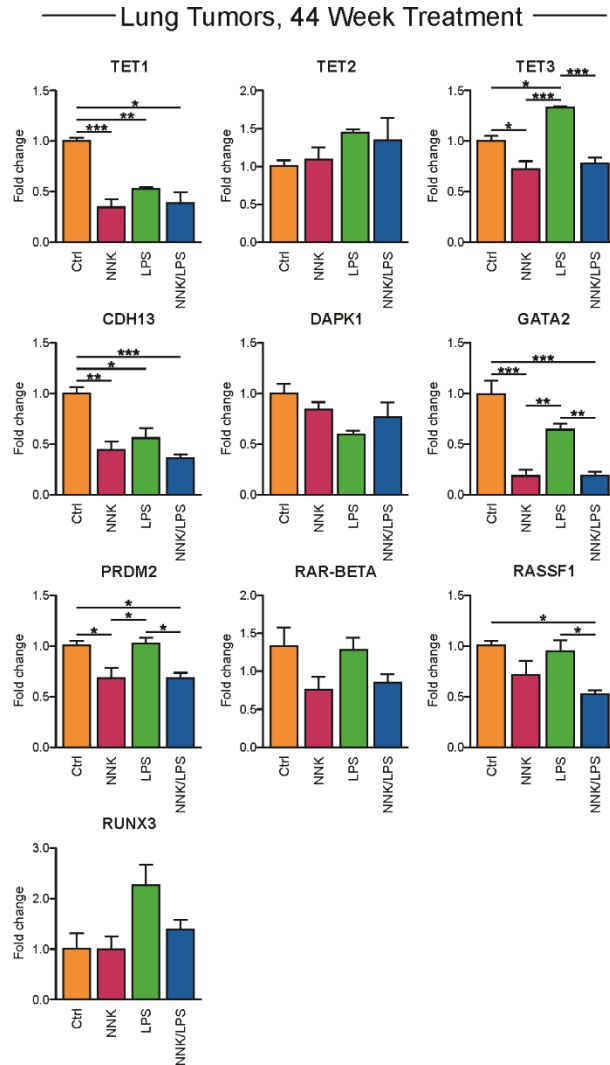 Lung Tumors, 44 Week Treatment
TET1
Fold change
1.5
1.0
0.5
0.0
*
**
***
Ctrl
NNK
LPS
NNK/LPS
TET2
Fold change
2.0
1.5
1.0
0.5
0.0
Ctrl
NNK
LPS
NNK/LPS
TET3
Fold change
1.5
1.0
0.5
0.0
***
*
***
*
Ctrl
NNK
LPS
NNK/LPS
CDH13
Fold change
1.5
1.0
0.5
0.0
***
*
**
Ctrl
NNK
LPS
NNK/LPS
DAPK1
Fold change
1.5
1.0
0.5
0.0
Ctrl
NNK
LPS
NNK/LPS
GATA2
Fold change
1.5
1.0
0.5
0.0
***
***
**
**
Ctrl
NNK
LPS
NNK/LPS
PRDM2
Fold change
1.5
1.0
0.5
0.0
*
*
*
*
Ctrl
NNK
LPS
NNK/LPS
RAR-BETA
Fold change
2.0
1.5
1.0
0.5
0.0
Ctrl
NNK
LPS
NNK/LPS
RASSF1
Fold change
1.5
1.0
0.5
0.0
*
*
Ctrl
NNK
LPS
NNK/LPS
RUNX3
Fold change
3.0
2.0
1.0
0.0
Ctrl
NNK
LPS
NNK/LPS